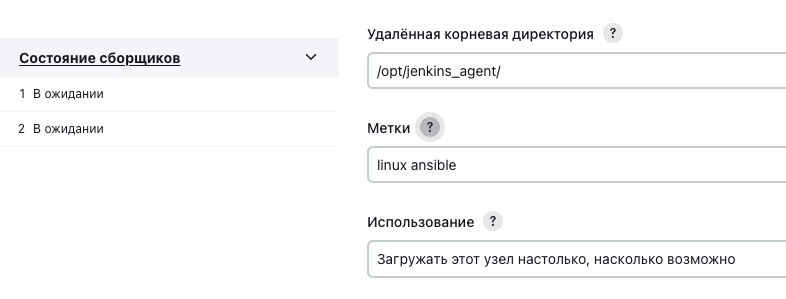 Состояние сборщиков
1 В ожидании
2 В ожидании
Удалённая корневая директория ?
/opt/jenkins_agent/
Метки ?
linux ansible
Использование ?
Загружать этот узел настолько, насколько возможно